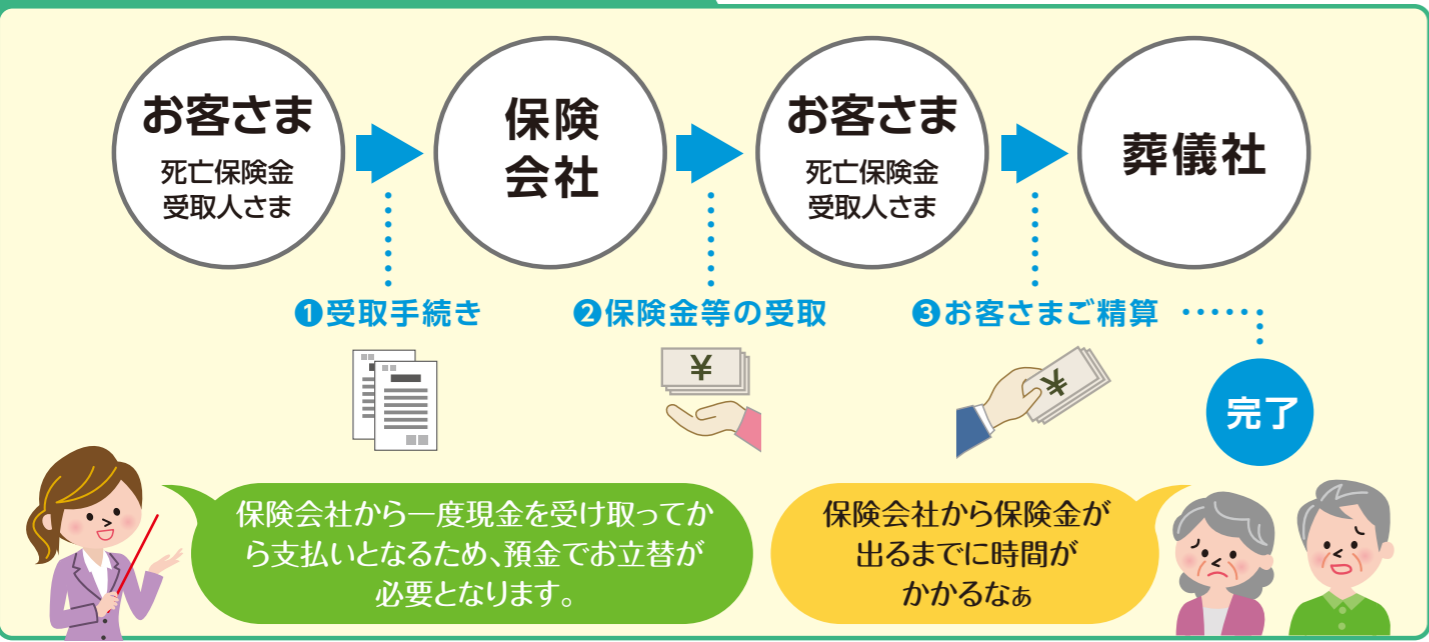 お客さま
死亡保険金
受取人さま
保険
会社
お客さま
死亡保険金
受取人さま
葬儀社
❶受取手続き
❷保険金等の受取
❸お客さまご精算
¥
¥
完了
保険会社から一度現金を受け取ってか
ら支払いとなるため、預金でお立替が
必要となります。
保険会社から保険金が
出るまでに時間が
かかるなぁ